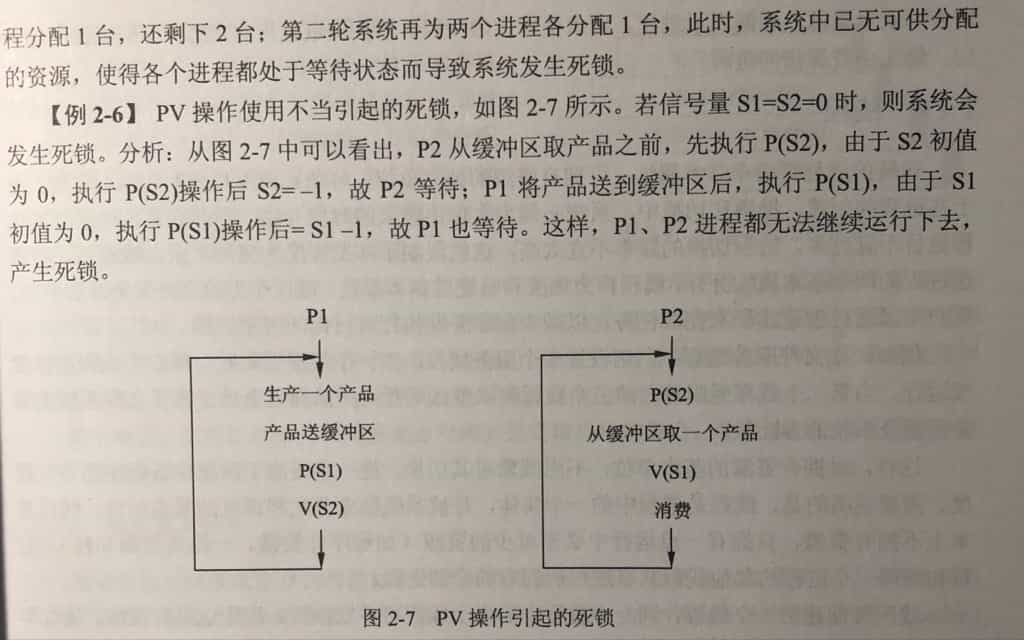 程分配 1 台，还剩下 2 台；第二轮系统再为两个进程各分配 1 台，此时，系统中已无可供分配
的资源，使得各个进程都处于等待状态而导致系统发生死锁。
【例 2-6】 PV 操作使用不当引起的死锁，如图 2-7 所示。若信号量 S1=S2=0 时，则系统会
发生死锁。分析：从图 2-7 中可以看出，P2 从缓冲区取产品之前，先执行 P(S2)，由于 S2 初值
为 0，执行 P(S2)操作后 S2= –1，故 P2 等待；P1 将产品送到缓冲区后，执行 P(S1)，由于 S1
初值为 0，执行 P(S1)操作后= S1 –1，故 P1 也等待。这样，P1、P2 进程都无法继续运行下去，
产生死锁。
P1
生产一个产品
产品送缓冲区
P(S1)
V(S2)
P2
P(S2)
从缓冲区取一个产品
V(S1)
消费
图 2-7 PV 操作引起的死锁